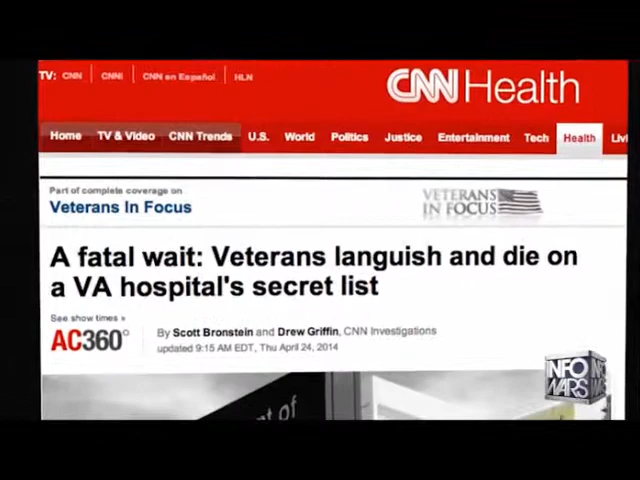 TV: CNN CNNI CNN en Español HLN
CNN Health
Home TV & Video CNN Trends U.S. World Politics Justice Entertainment Tech Health Livi
Part of complete coverage on
Veterans In Focus
VETERANS
IN FOCUS
A fatal wait: Veterans languish and die on
a VA hospital's secret list
See show times »
AC360°
By Scott Bronstein and Drew Griffin, CNN Investigations
updated 9:15 AM EDT, Thu April 24, 2014
INFO
WARS
nt of